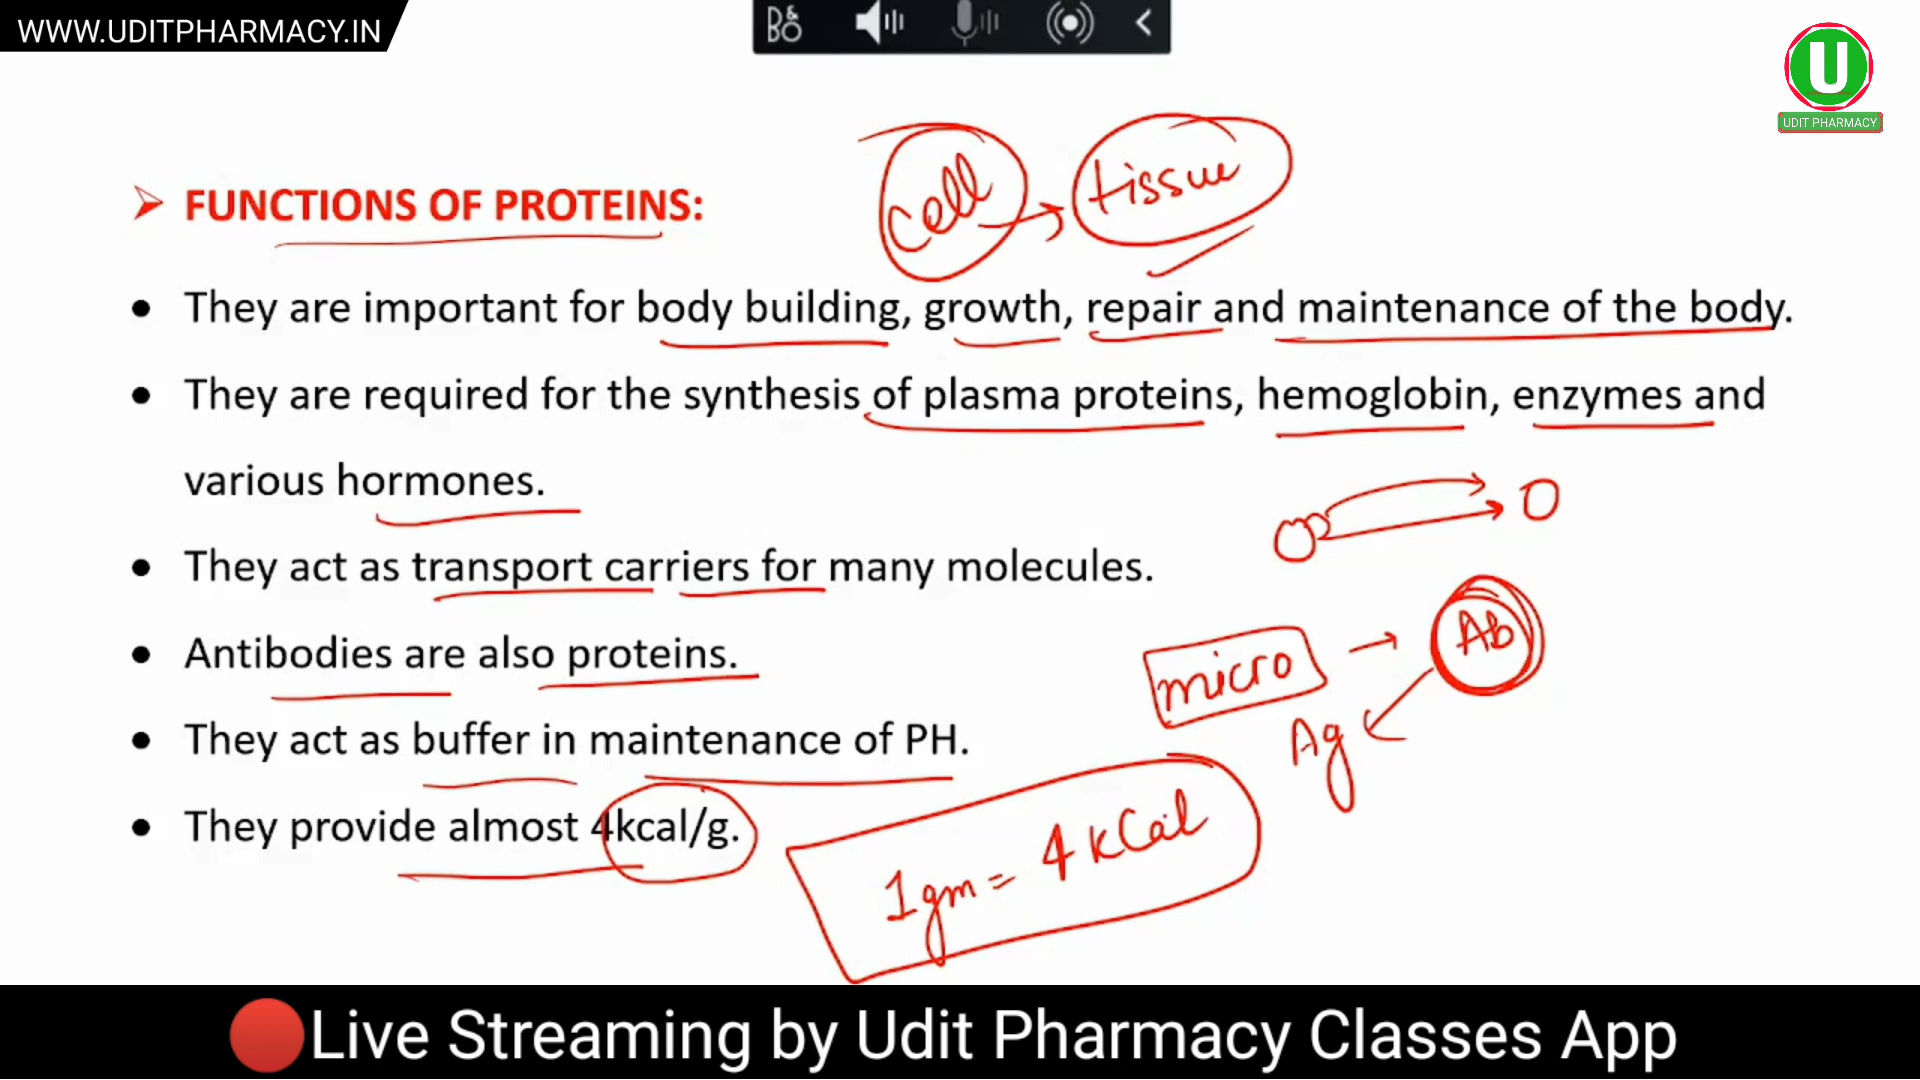 WWW.UDITPHARMACY.IN
U
UDIT PHARMACY
cell → tissue
➢ FUNCTIONS OF PROTEINS:
• They are important for body building, growth, repair and maintenance of the body.
• They are required for the synthesis of plasma proteins, hemoglobin, enzymes and
various hormones.
• They act as transport carriers for many molecules.
• Antibodies are also proteins.
micro → Ab
Ag
• They act as buffer in maintenance of PH.
• They provide almost 4kcal/g.
1gm = 4 kCal
Live Streaming by Udit Pharmacy Classes App